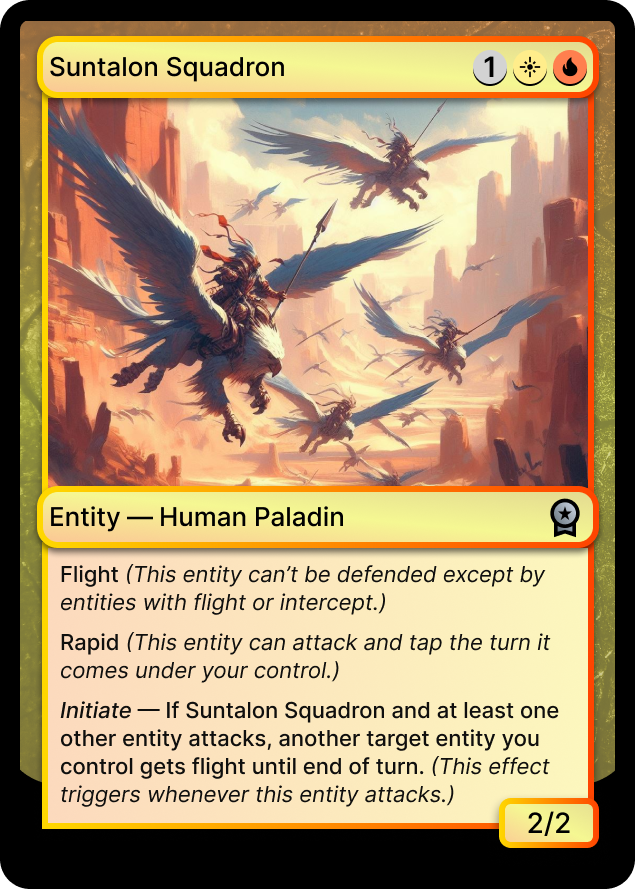 Suntalon Squadron
1
Entity — Human Paladin
Flight (This entity can’t be defended except by
entities with flight or intercept.)
Rapid (This entity can attack and tap the turn it
comes under your control.)
Initiate — If Suntalon Squadron and at least one
other entity attacks, another target entity you
control gets flight until end of turn. (This effect
triggers whenever this entity attacks.)
2/2